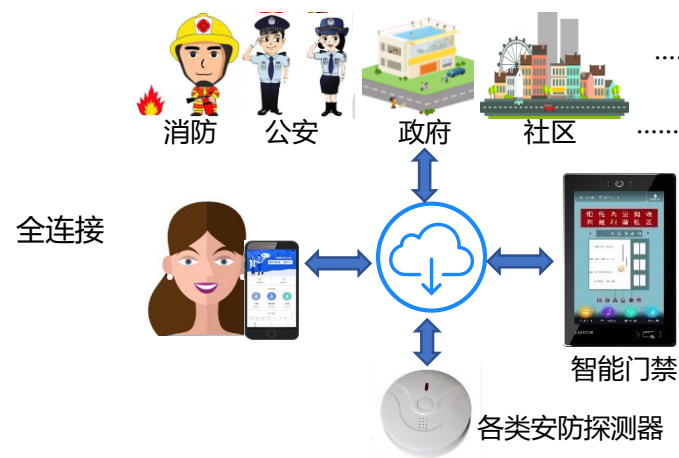 消防 公安 政府 社区 ......
全连接
智能门禁
各类安防探测器